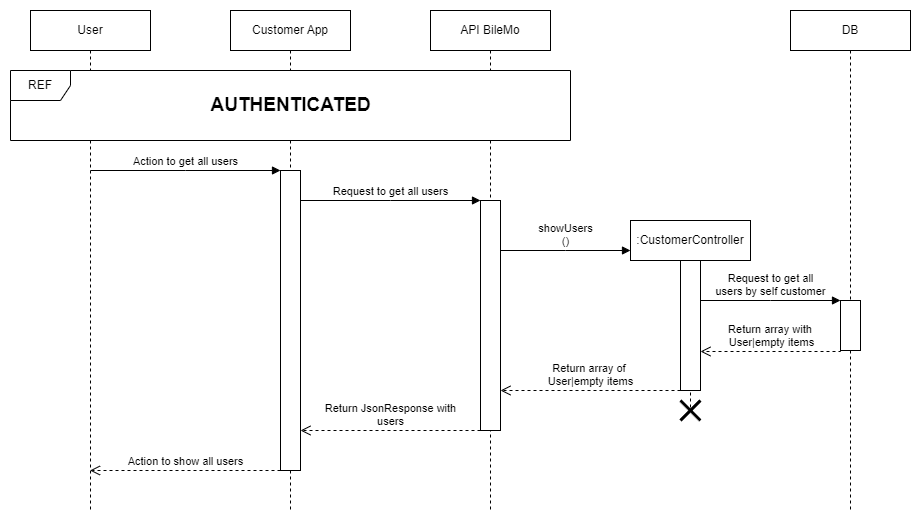 User
Customer App
API BileMo
DB
REF
AUTHENTICATED
Action to get all users
Request to get all users
showUsers
()
:CustomerController
Request to get all
users by self customer
Return array with
User|empty items
Return array of
User|empty items
Return JsonResponse with
users
Action to show all users